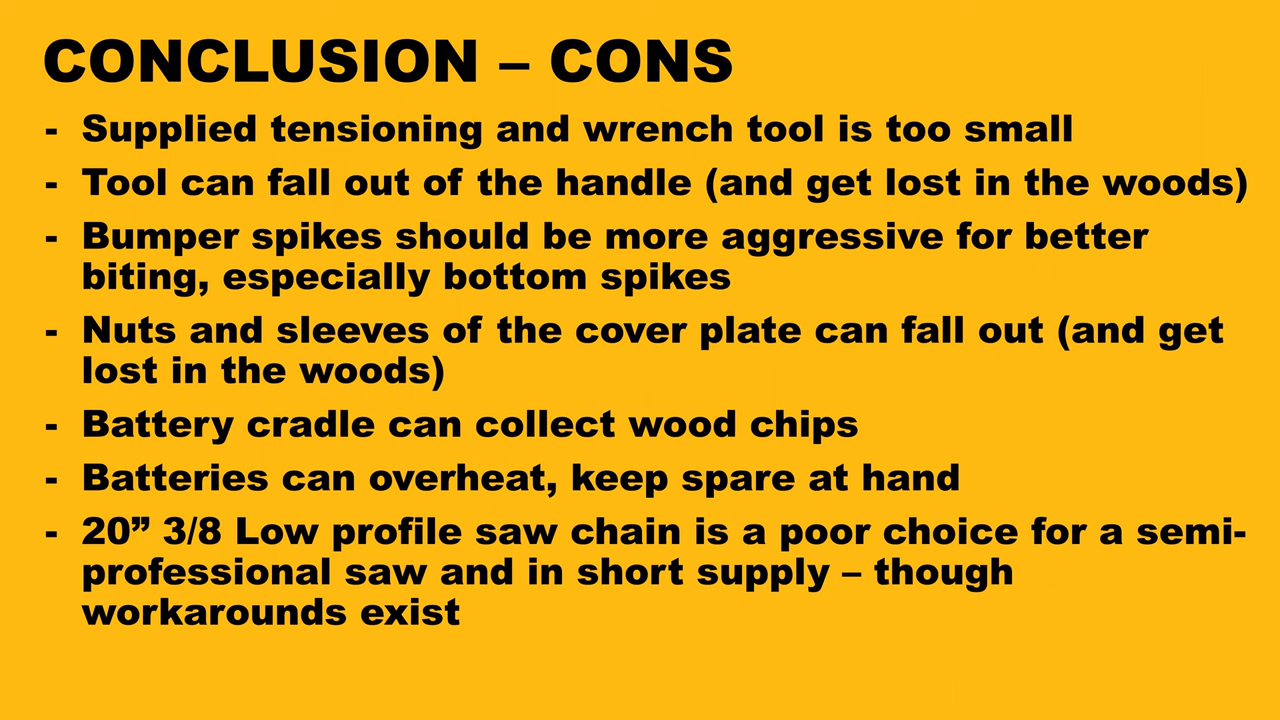 CONCLUSION – CONS
- Supplied tensioning and wrench tool is too small
- Tool can fall out of the handle (and get lost in the woods)
- Bumper spikes should be more aggressive for better
biting, especially bottom spikes
- Nuts and sleeves of the cover plate can fall out (and get
lost in the woods)
- Battery cradle can collect wood chips
- Batteries can overheat, keep spare at hand
- 20” 3/8 Low profile saw chain is a poor choice for a semi-
professional saw and in short supply – though
workarounds exist